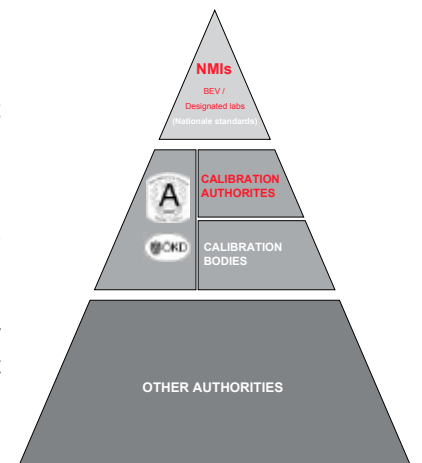 NMIs
BEV /
Designated labs
(Nationale standards)
A
CALIBRATION
AUTHORITES
ÖKD
CALIBRATION
BODIES
OTHER AUTHORITIES